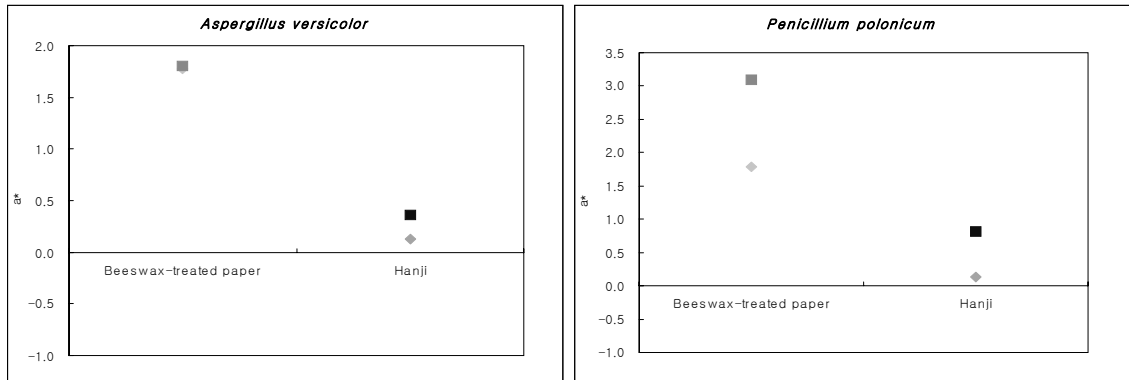 Aspergillus versicolor
2.0
1.5
1.0
0.5
0.0
-0.5
-1.0
a*
Beeswax-treated paper
Hanji
Penicillium polonicum
3.5
3.0
2.5
2.0
1.5
1.0
0.5
0.0
-0.5
-1.0
a*
Beeswax-treated paper
Hanji